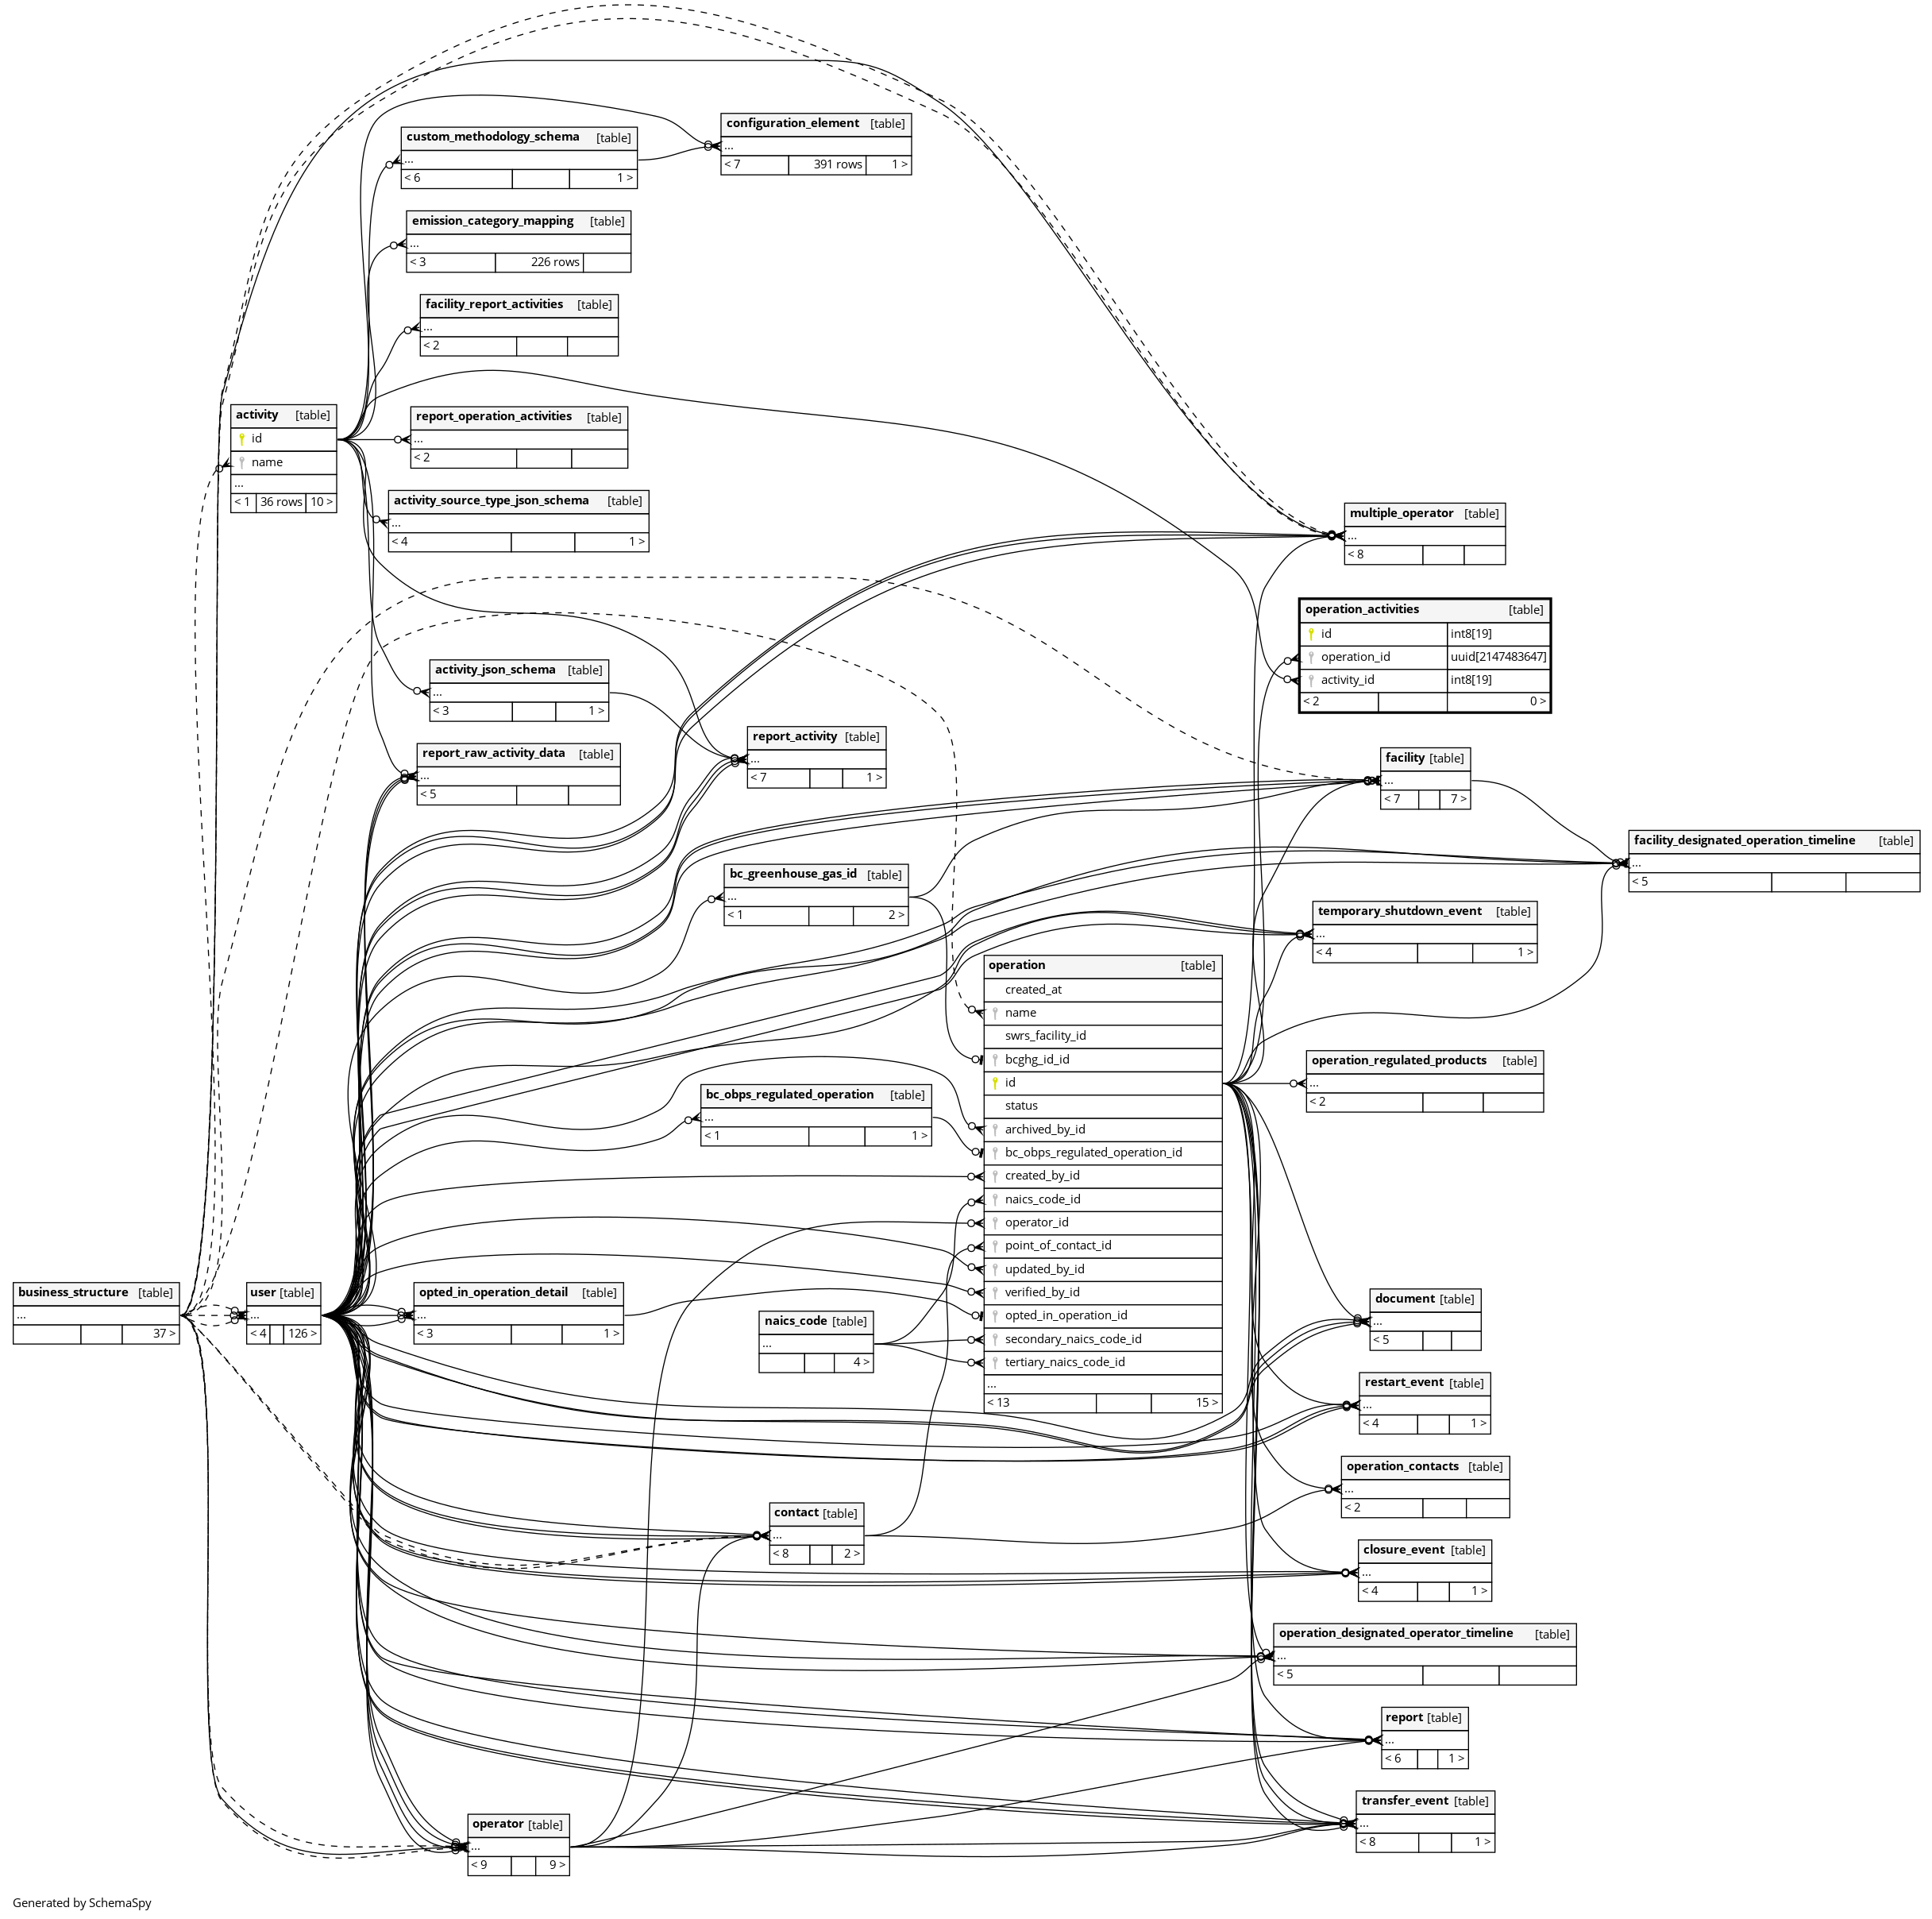 configuration_element [table]
...
< 7 391 rows 1 >
custom_methodology_schema [table]
...
< 6 1 >
emission_category_mapping [table]
...
< 3 226 rows
facility_report_activities [table]
...
< 2
activity [table]
id
name
...
< 1 36 rows 10 >
report_operation_activities [table]
...
< 2
activity_source_type_json_schema [table]
...
< 4 1 >
multiple_operator [table]
...
< 8
operation_activities [table]
id int8[19]
operation_id uuid[2147483647]
activity_id int8[19]
< 2 0 >
activity_json_schema [table]
...
< 3 1 >
report_raw_activity_data [table]
...
< 5
report_activity [table]
...
< 7 1 >
facility [table]
...
< 7 7 >
facility_designated_operation_timeline [table]
...
< 5
bc_greenhouse_gas_id [table]
...
< 1 2 >
temporary_shutdown_event [table]
...
< 4 1 >
operation [table]
created_at
name
swrs_facility_id
bcghg_id_id
id
status
archived_by_id
bc_obps_regulated_operation_id
created_by_id
naics_code_id
operator_id
point_of_contact_id
updated_by_id
verified_by_id
opted_in_operation_id
secondary_naics_code_id
tertiary_naics_code_id
...
< 13 15 >
operation_regulated_products [table]
...
< 2
bc_obps_regulated_operation [table]
...
< 1 1 >
business_structure [table]
...
37 >
user [table]
...
< 4 126 >
opted_in_operation_detail [table]
...
< 3 1 >
naics_code [table]
...
4 >
document [table]
...
< 5
restart_event [table]
...
< 4 1 >
operation_contacts [table]
...
< 2
contact [table]
...
< 8 2 >
closure_event [table]
...
< 4 1 >
operation_designated_operator_timeline [table]
...
< 5
report [table]
...
< 6 1 >
transfer_event [table]
...
< 8 1 >
operator [table]
...
< 9 9 >
Generated by SchemaSpy